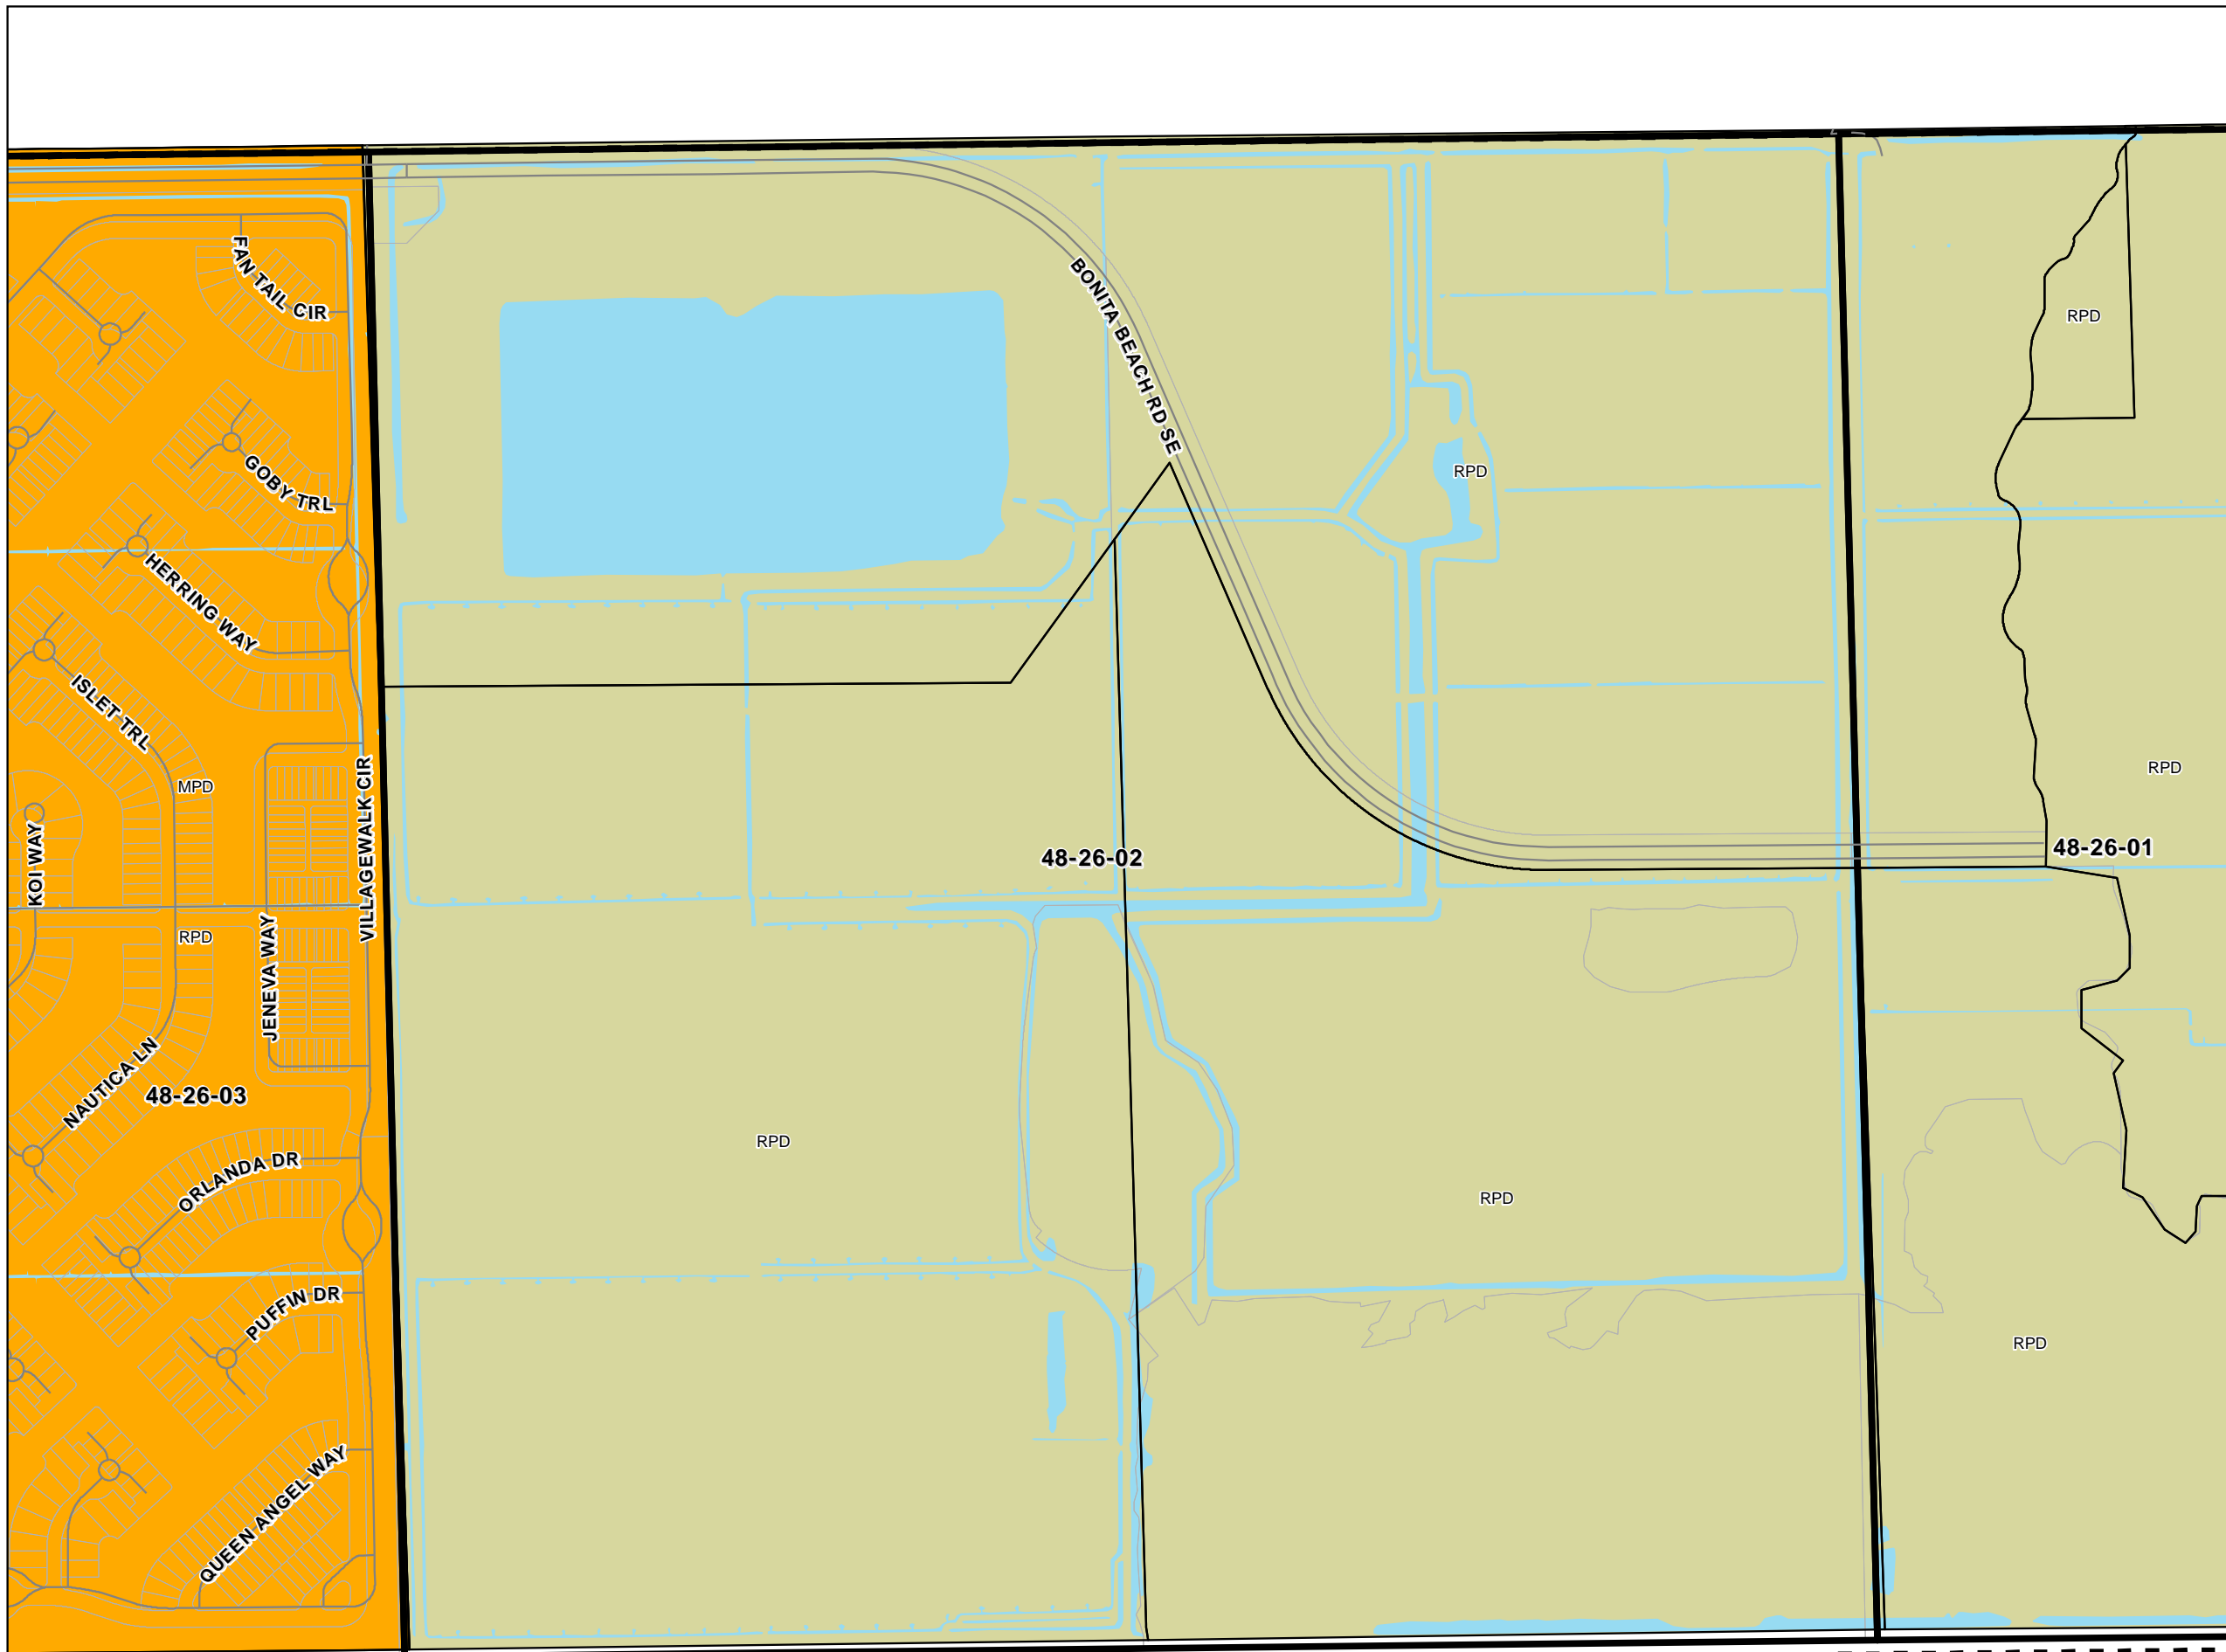 FAN TAIL CIR
BONITA BEACH RD SE
RPD
GOBY TRL
RPD
HERRING WAY
ISLET TRL
MPD
RPD
VILLAGEWALK CIR
KOI WAY
48-26-02
48-26-01
RPD
JENEVA WAY
NAUTICA LN
48-26-03
RPD
ORLANDA DR
RPD
PUFFIN DR
RPD
QUEEN ANGEL WAY